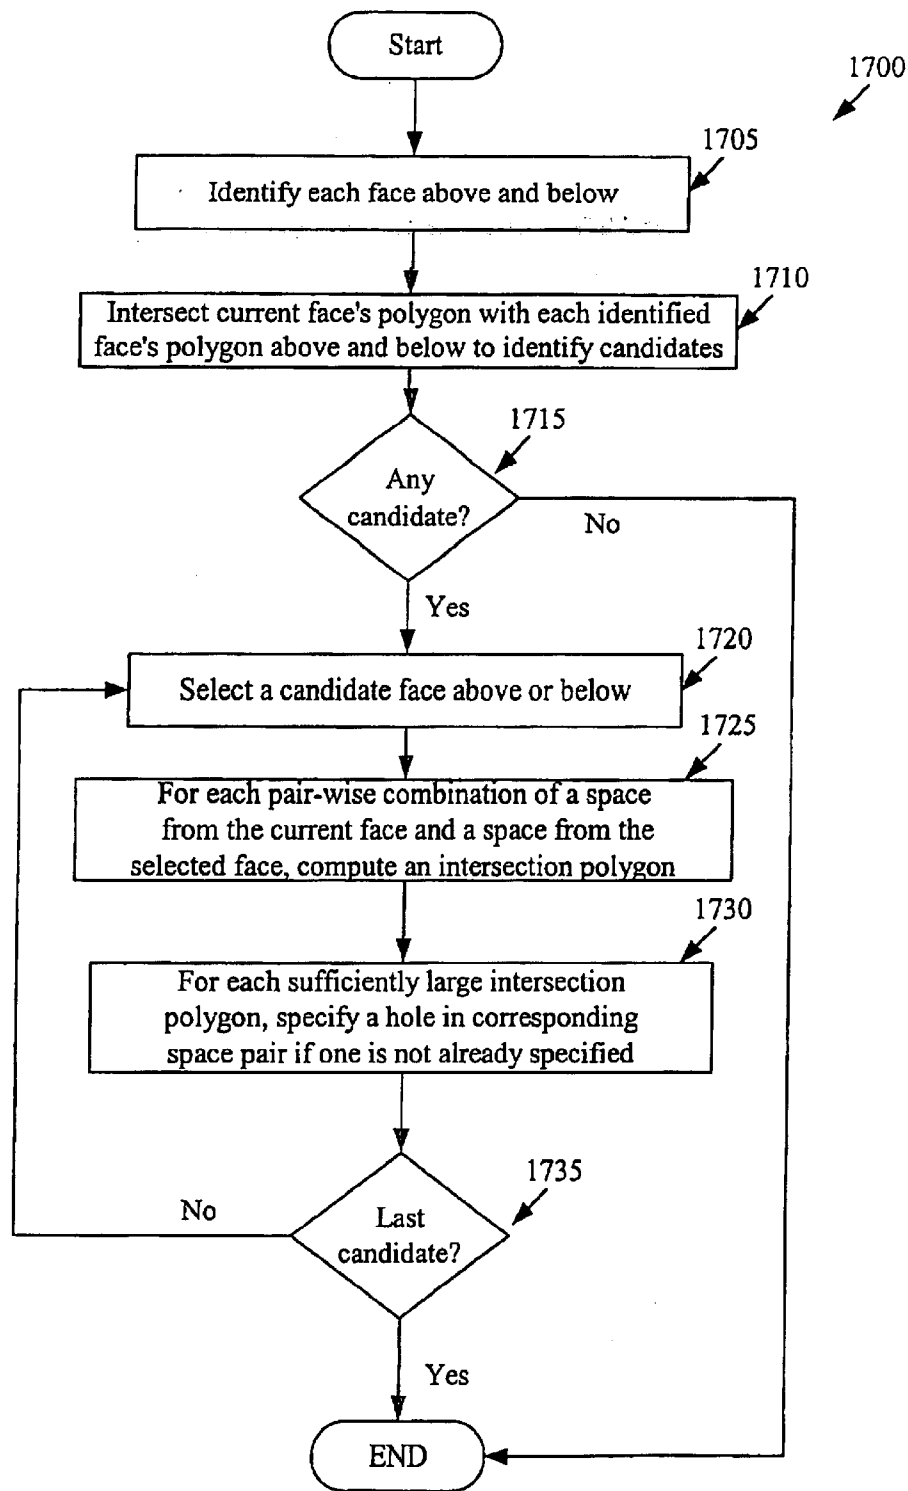 Start
1700
1705
Identify each face above and below
1710
Intersect current face's polygon with each identified
face's polygon above and below to identify candidates
1715
Any
candidate?
No
Yes
1720
Select a candidate face above or below
1725
For each pair-wise combination of a space
from the current face and a space from the
selected face, compute an intersection polygon
1730
For each sufficiently large intersection
polygon, specify a hole in corresponding
space pair if one is not already specified
1735
No
Last
candidate?
Yes
END